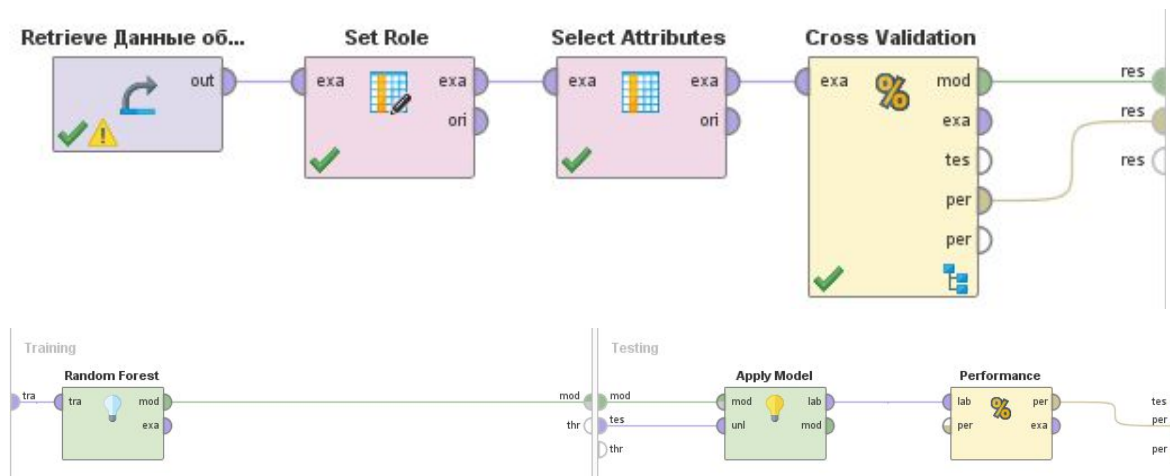 Retrieve Данные об...
Set Role
Select Attributes
Cross Validation
out
exa
exa
ori
exa
exa
ori
exa
mod
exa
tes
per
per
res
res
res
Training
Random Forest
tra
tra
mod
exa
mod
thr
Testing
Apply Model
Performance
mod
tes
thr
mod
unl
lab
mod
lab
per
per
exa
tes
per
per